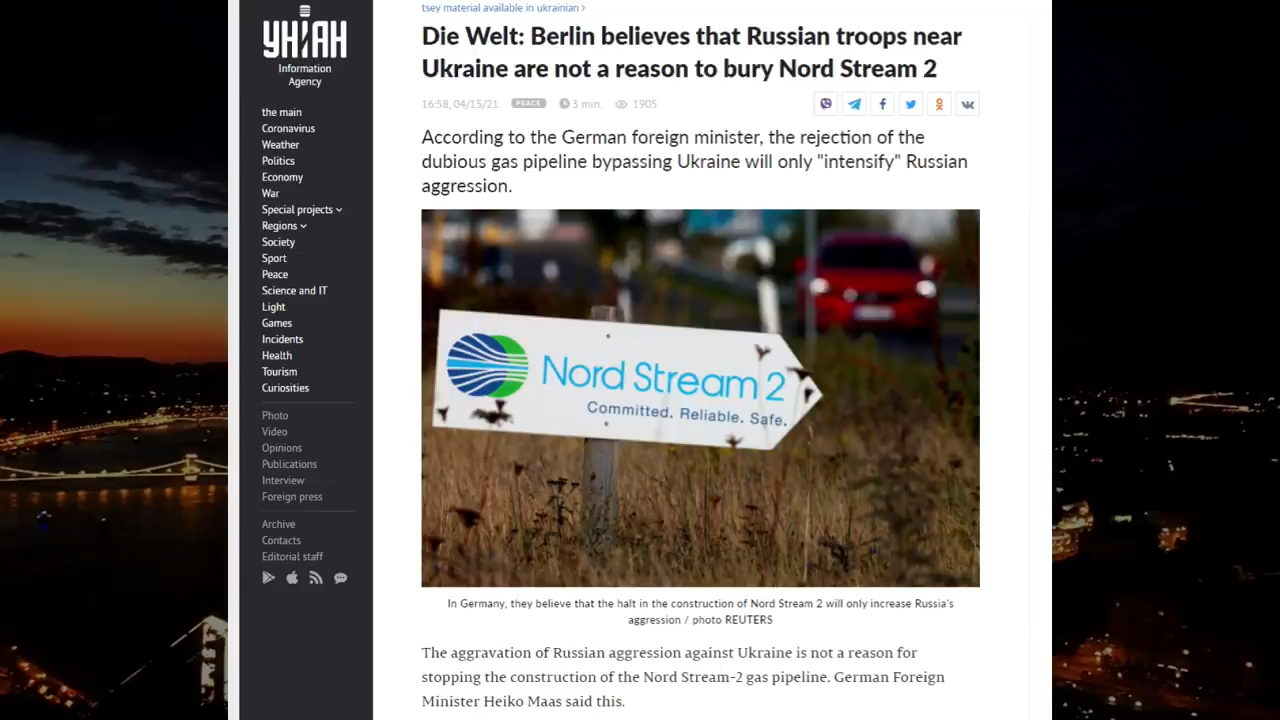 УНІАН
Information
Agency
the main
Coronavirus
Weather
Politics
Economy
War
Special projects
Regions
Society
Sport
Peace
Science and IT
Light
Games
Incidents
Health
Tourism
Curiosities
Photo
Video
Opinions
Publications
Interview
Foreign press
Archive
Contacts
Editorial staff
tsey material available in ukrainian >
Die Welt: Berlin believes that Russian troops near
Ukraine are not a reason to bury Nord Stream 2
16:58, 04/15/21 PEACE 3 min. 1905
According to the German foreign minister, the rejection of the
dubious gas pipeline bypassing Ukraine will only "intensify" Russian
aggression.
Nord Stream 2
Committed. Reliable. Safe.
In Germany, they believe that the halt in the construction of Nord Stream 2 will only increase Russia's
aggression / photo REUTERS
The aggravation of Russian aggression against Ukraine is not a reason for
stopping the construction of the Nord Stream-2 gas pipeline. German Foreign
Minister Heiko Maas said this.